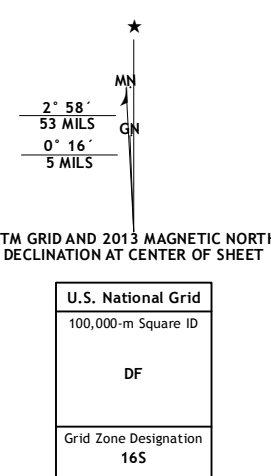 ★
MN
2° 58´
53 MILS
GN
0° 16´
5 MILS
TM GRID AND 2013 MAGNETIC NORTH
DECLINATION AT CENTER OF SHEET
U.S. National Grid
100,000-m Square ID
DF
Grid Zone Designation
16S